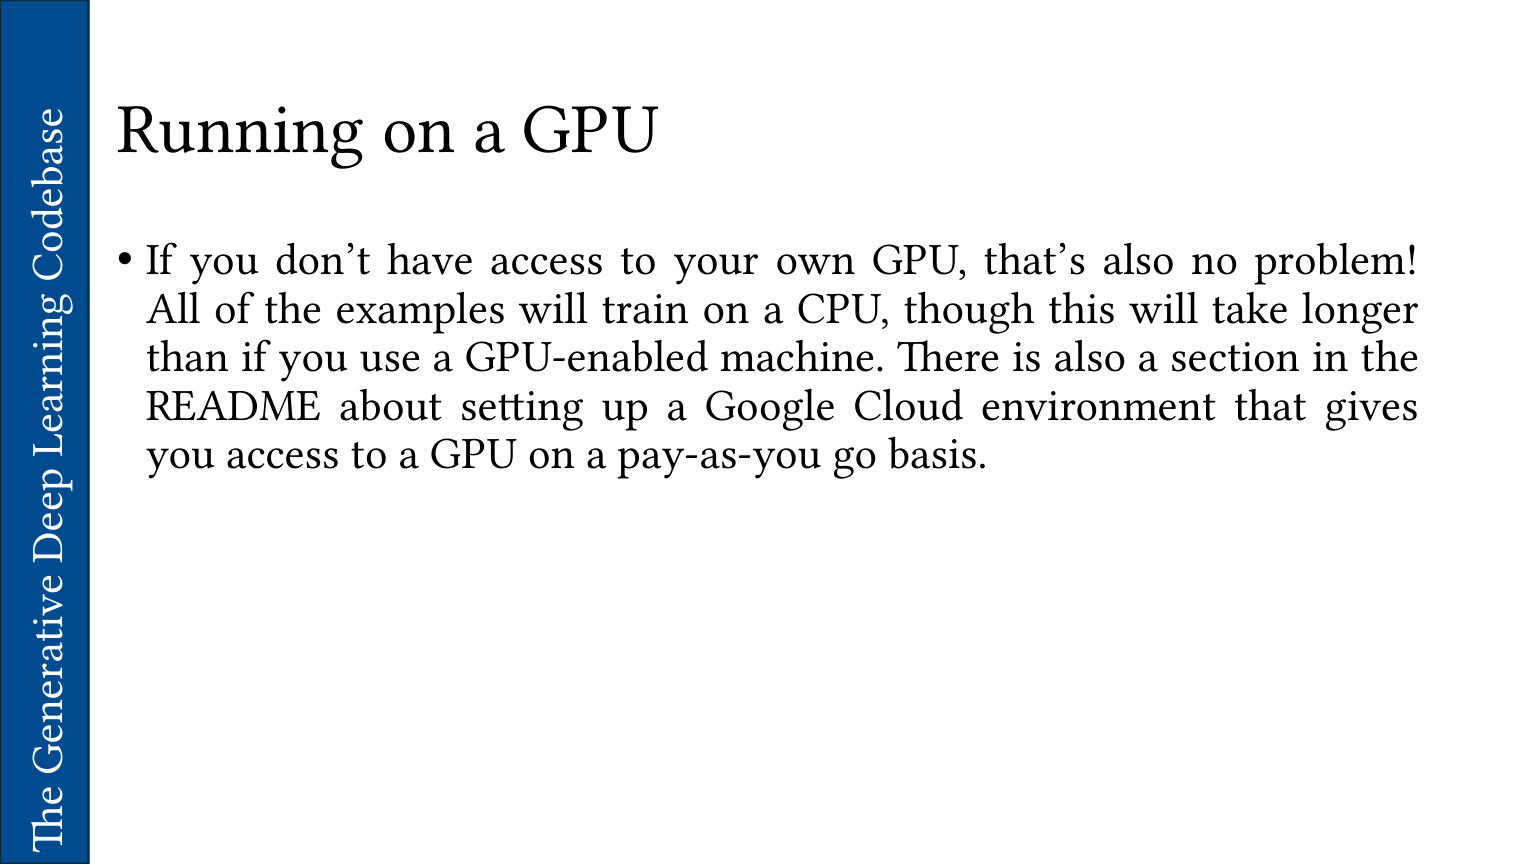 The Generative Deep Learning Codebase
Running on a GPU
• If you don’t have access to your own GPU, that’s also no problem!
All of the examples will train on a CPU, though this will take longer
than if you use a GPU-enabled machine. There is also a section in the
README about setting up a Google Cloud environment that gives
you access to a GPU on a pay-as-you go basis.